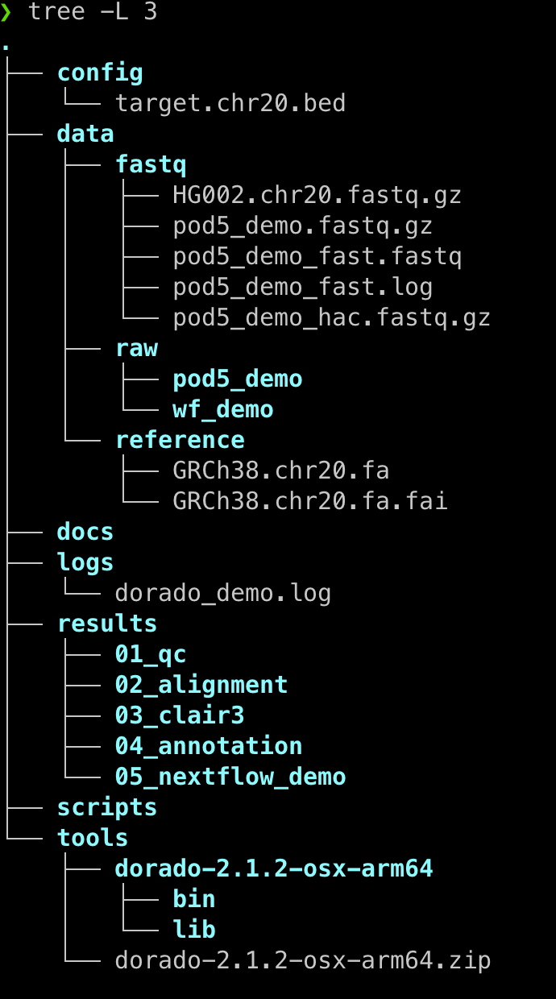 ❯ tree -L 3
.
├── config
│   └── target.chr20.bed
├── data
│   ├── fastq
│   │   ├── HG002.chr20.fastq.gz
│   │   ├── pod5_demo.fastq.gz
│   │   ├── pod5_demo_fast.fastq
│   │   ├── pod5_demo_fast.log
│   │   └── pod5_demo_hac.fastq.gz
│   ├── raw
│   │   ├── pod5_demo
│   │   └── wf_demo
│   └── reference
│       ├── GRCh38.chr20.fa
│       └── GRCh38.chr20.fa.fai
├── docs
├── logs
│   └── dorado_demo.log
├── results
│   ├── 01_qc
│   ├── 02_alignment
│   ├── 03_clair3
│   ├── 04_annotation
│   └── 05_nextflow_demo
├── scripts
└── tools
    ├── dorado-2.1.2-osx-arm64
    │   ├── bin
    │   └── lib
    └── dorado-2.1.2-osx-arm64.zip